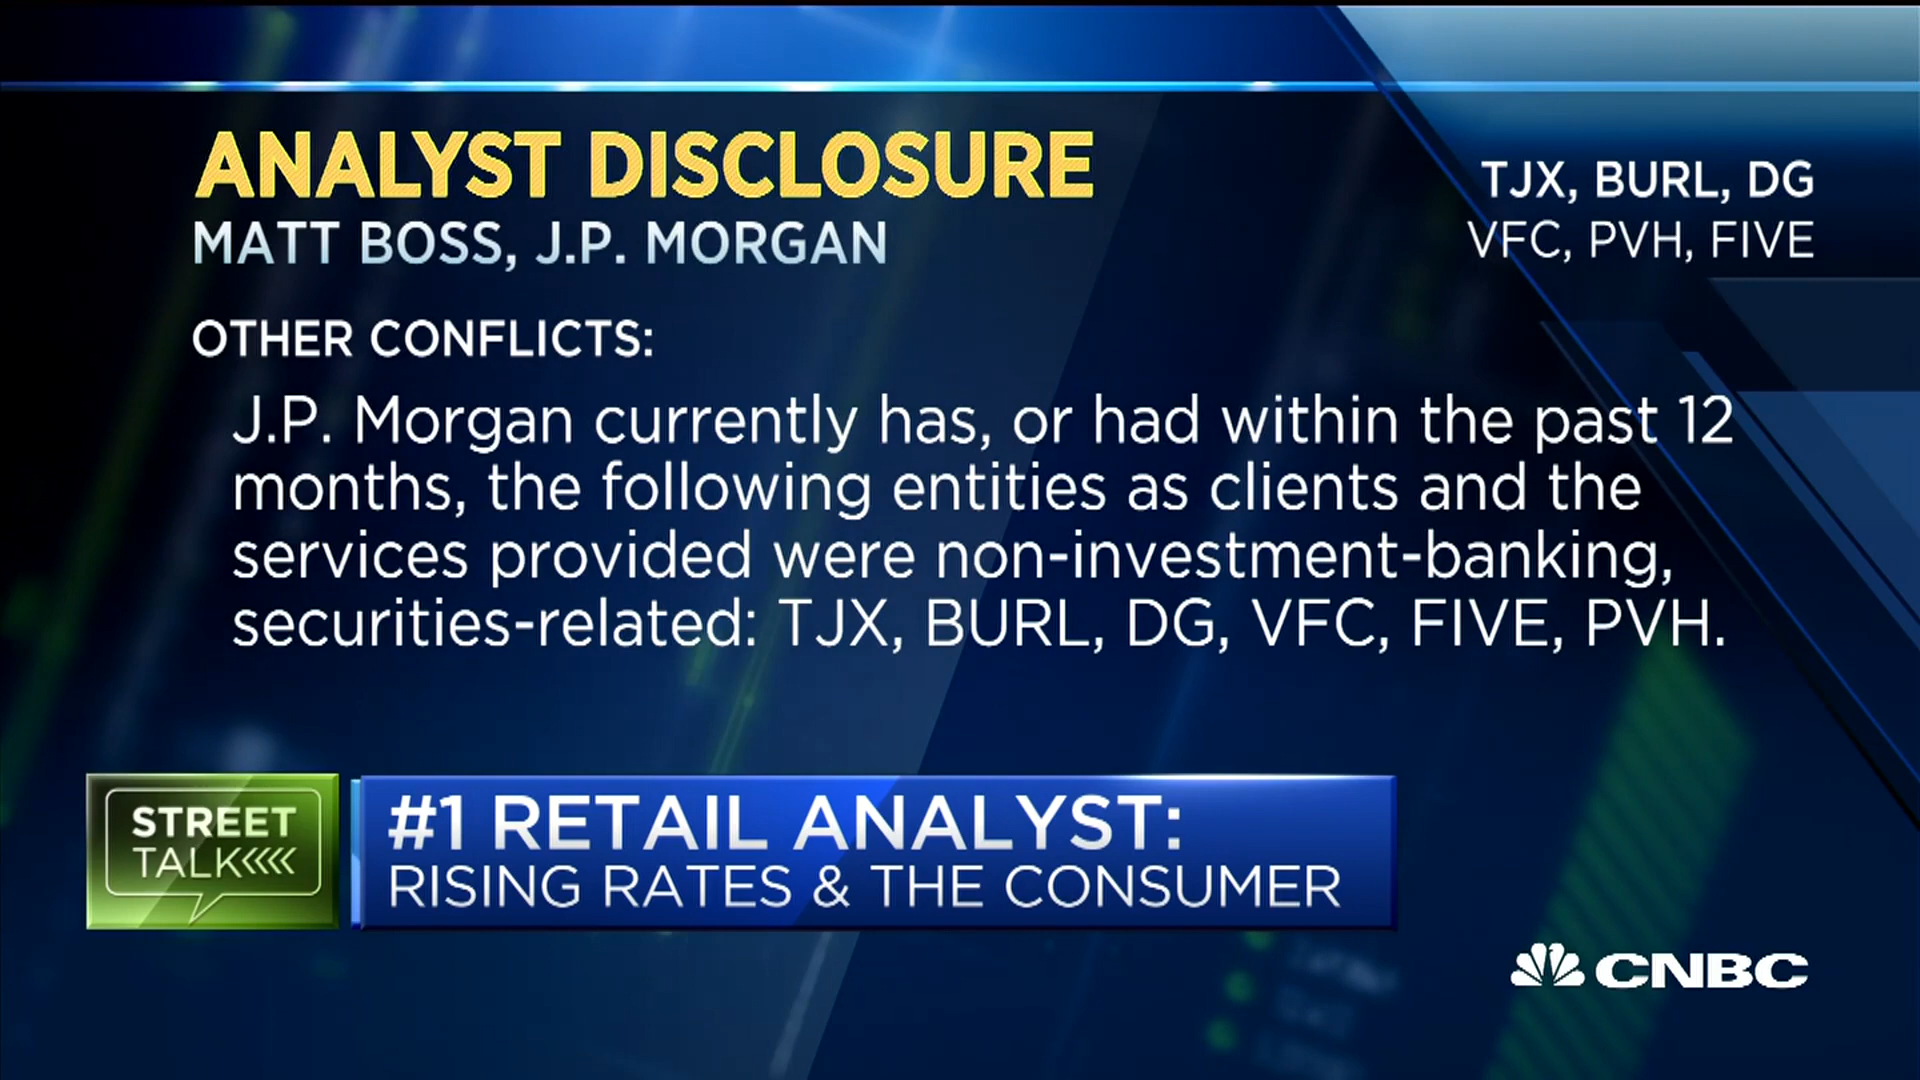 ANALYST DISCLOSURE
MATT BOSS, J.P. MORGAN
TJX, BURL, DG
VFC, PVH, FIVE
OTHER CONFLICTS:
J.P. Morgan currently has, or had within the past 12
months, the following entities as clients and the
services provided were non-investment-banking,
securities-related: TJX, BURL, DG, VFC, FIVE, PVH.
STREET
TALK<<<<
#1 RETAIL ANALYST:
RISING RATES & THE CONSUMER
CNBC